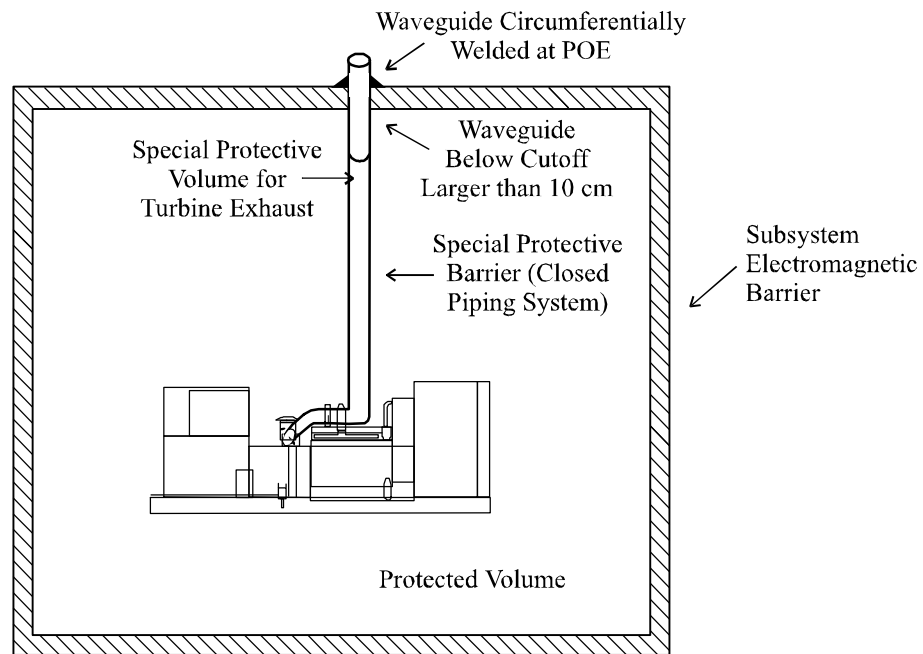 Waveguide Circumferentially
Welded at POE
Waveguide
Below Cutoff
Larger than 10 cm
Special Protective
Volume for
Turbine Exhaust
Special Protective
Barrier (Closed
Piping System)
Subsystem
Electromagnetic
Barrier
Protected Volume